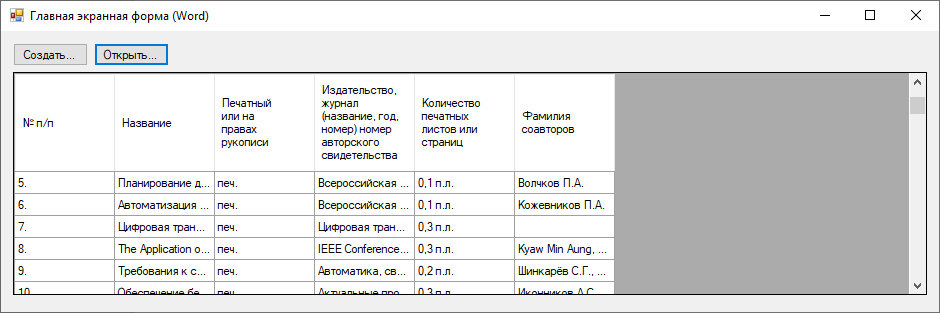 Главная экранная форма (Word)
Создать... Открыть...
№ п/п Название Печатный или на правах рукописи Издательство, журнал (название, год, номер) номер авторского свидетельства Количество печатных листов или страниц Фамилия соавторов
5. Планирование д... печ. Всероссийская ... 0,1 п.л. Волчков П.А.
6. Автоматизация ... печ. Всероссийская ... 0,1 п.л. Кожевников П.А.
7. Цифровая тран... печ. Цифровая тран... 0,3 п.л.
8. The Application o... печ. IEEE Conference... 0,3 п.л. Kyaw Min Aung, ...
9. Требования к с... печ. Автоматика, св... 0,2 п.л. Шинкарёв С.Г., ...
10. Обеспечение бе... печ. Актуальные про... 0,3 п.л. Иконников А.С.